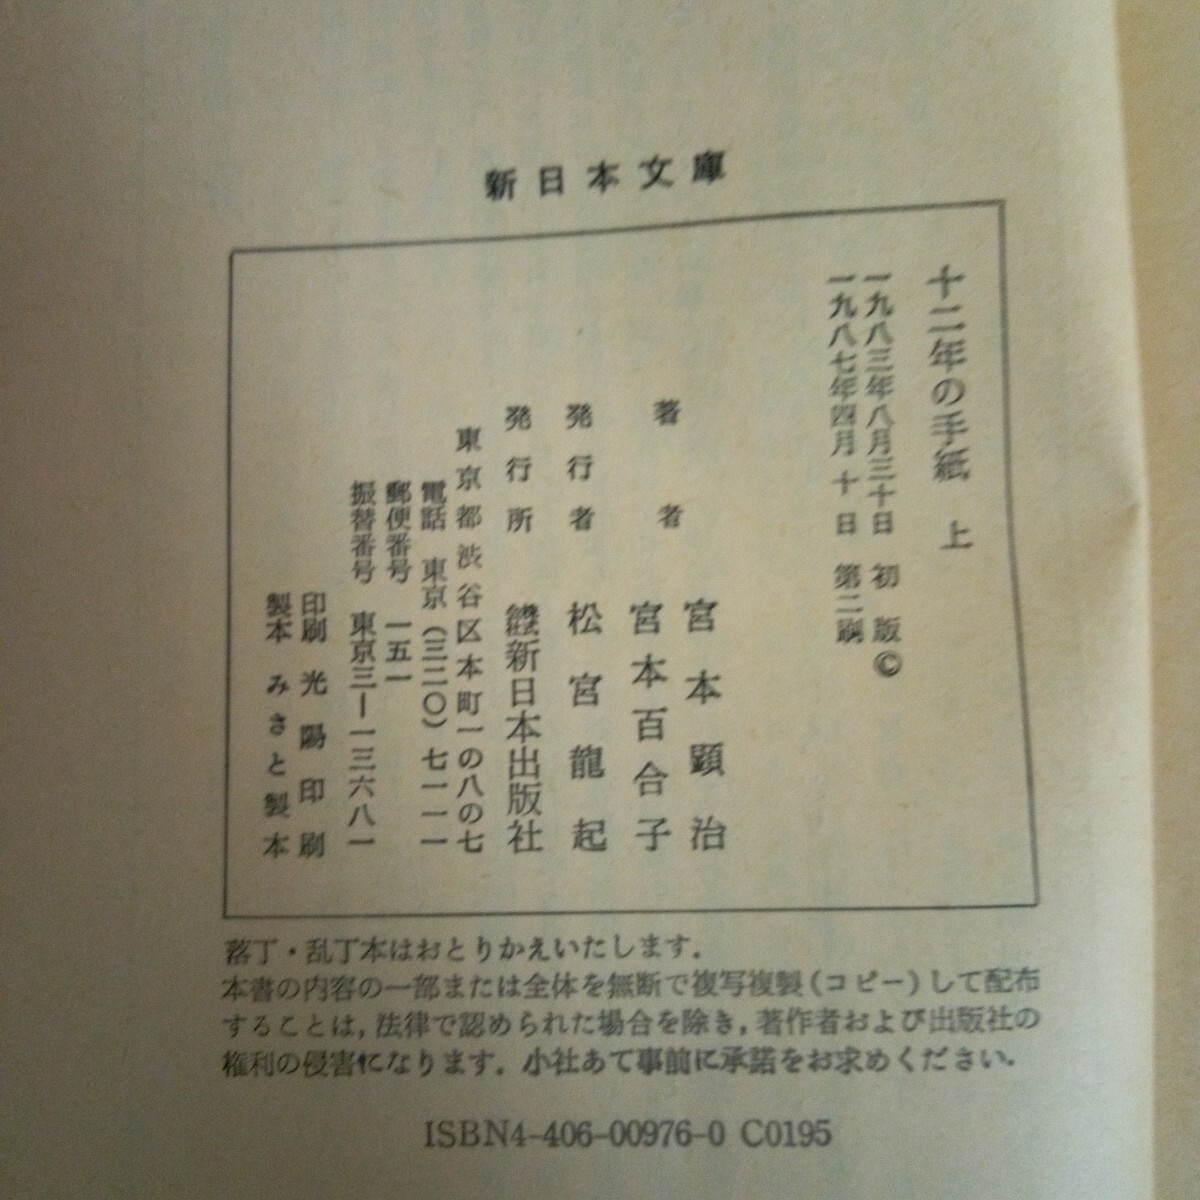 新日本文庫
十二年の手紙　上
一九八三年八月三十日　初　版©
一九八七年四月　十　日　第二刷
著　者　宮本顕治
宮本百合子
発行者　松宮龍起
発行所　株式会社新日本出版社
東京都渋谷区本町一の八の七
電話　東京（三二〇）七一一一
郵便番号　一五一
振替番号　東京三―一三六八一
印刷　光陽印刷
製本　みさと製本
落丁・乱丁本はおとりかえいたします．
本書の内容の一部または全体を無断で複写複製（コピー）して配布
することは，法律で認められた場合を除き，著作者および出版社の
権利の侵害になります．小社あて事前に承諾をお求めください．
ISBN4-406-00976-0 C0195